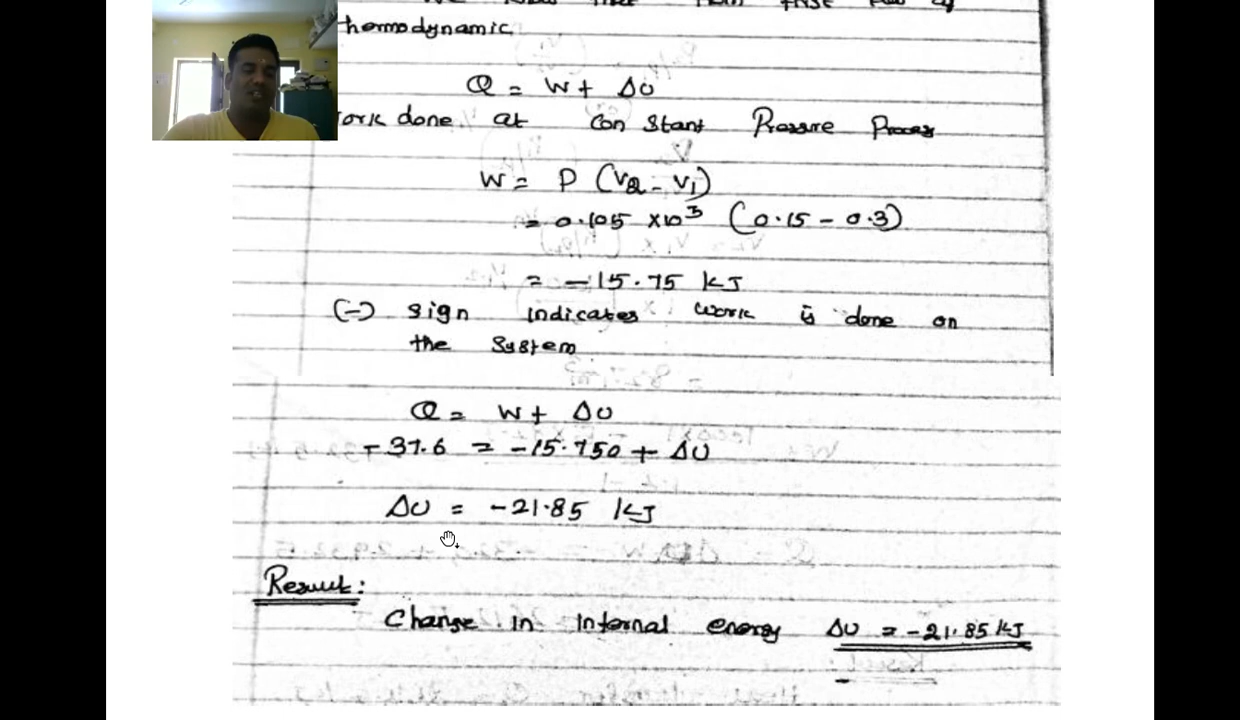 thermodynamic
Q = W + ΔU
work done at constant Pressure Process
W = P (V2 - V1)
= 0.105 x10³ (0.15 - 0.3)
= -15.75 kJ
(-) sign indicates work is done on
the System
Q = W + ΔU
- 37.6 = -15.750 + ΔU
ΔU = -21.85 kJ
Result:
Change in internal energy ΔU = -21.85 kJ